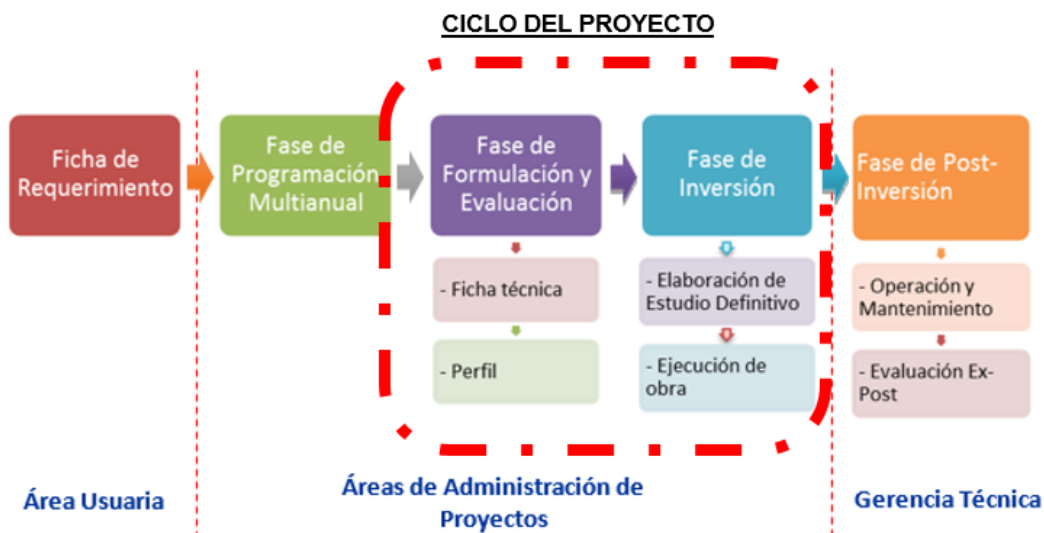 CICLO DEL PROYECTO
Ficha de
Requerimiento
Fase de
Programación
Multianual
Fase de
Formulación y
Evaluación
Fase de
Inversión
Fase de Post-
Inversión
- Ficha técnica
- Perfil
- Elaboración de
Estudio Definitivo
- Ejecución de
obra
- Operación y
Mantenimiento
- Evaluación Ex-
Post
Área Usuaria
Áreas de Administración de
Proyectos
Gerencia Técnica